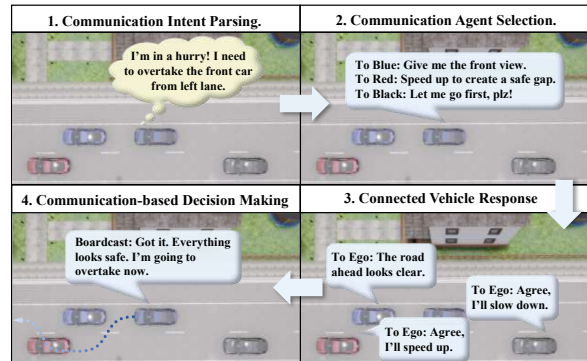 1. Communication Intent Parsing.
I'm in a hurry! I need
to overtake the front car
from left lane.
2. Communication Agent Selection.
To Blue: Give me the front view.
To Red: Speed up to create a safe gap.
To Black: Let me go first, plz!
4. Communication-based Decision Making
Boardcast: Got it. Everything
looks safe. I'm going to
overtake now.
3. Connected Vehicle Response
To Ego: The road
ahead looks clear.
To Ego: Agree,
I'll slow down.
To Ego: Agree,
I'll speed up.